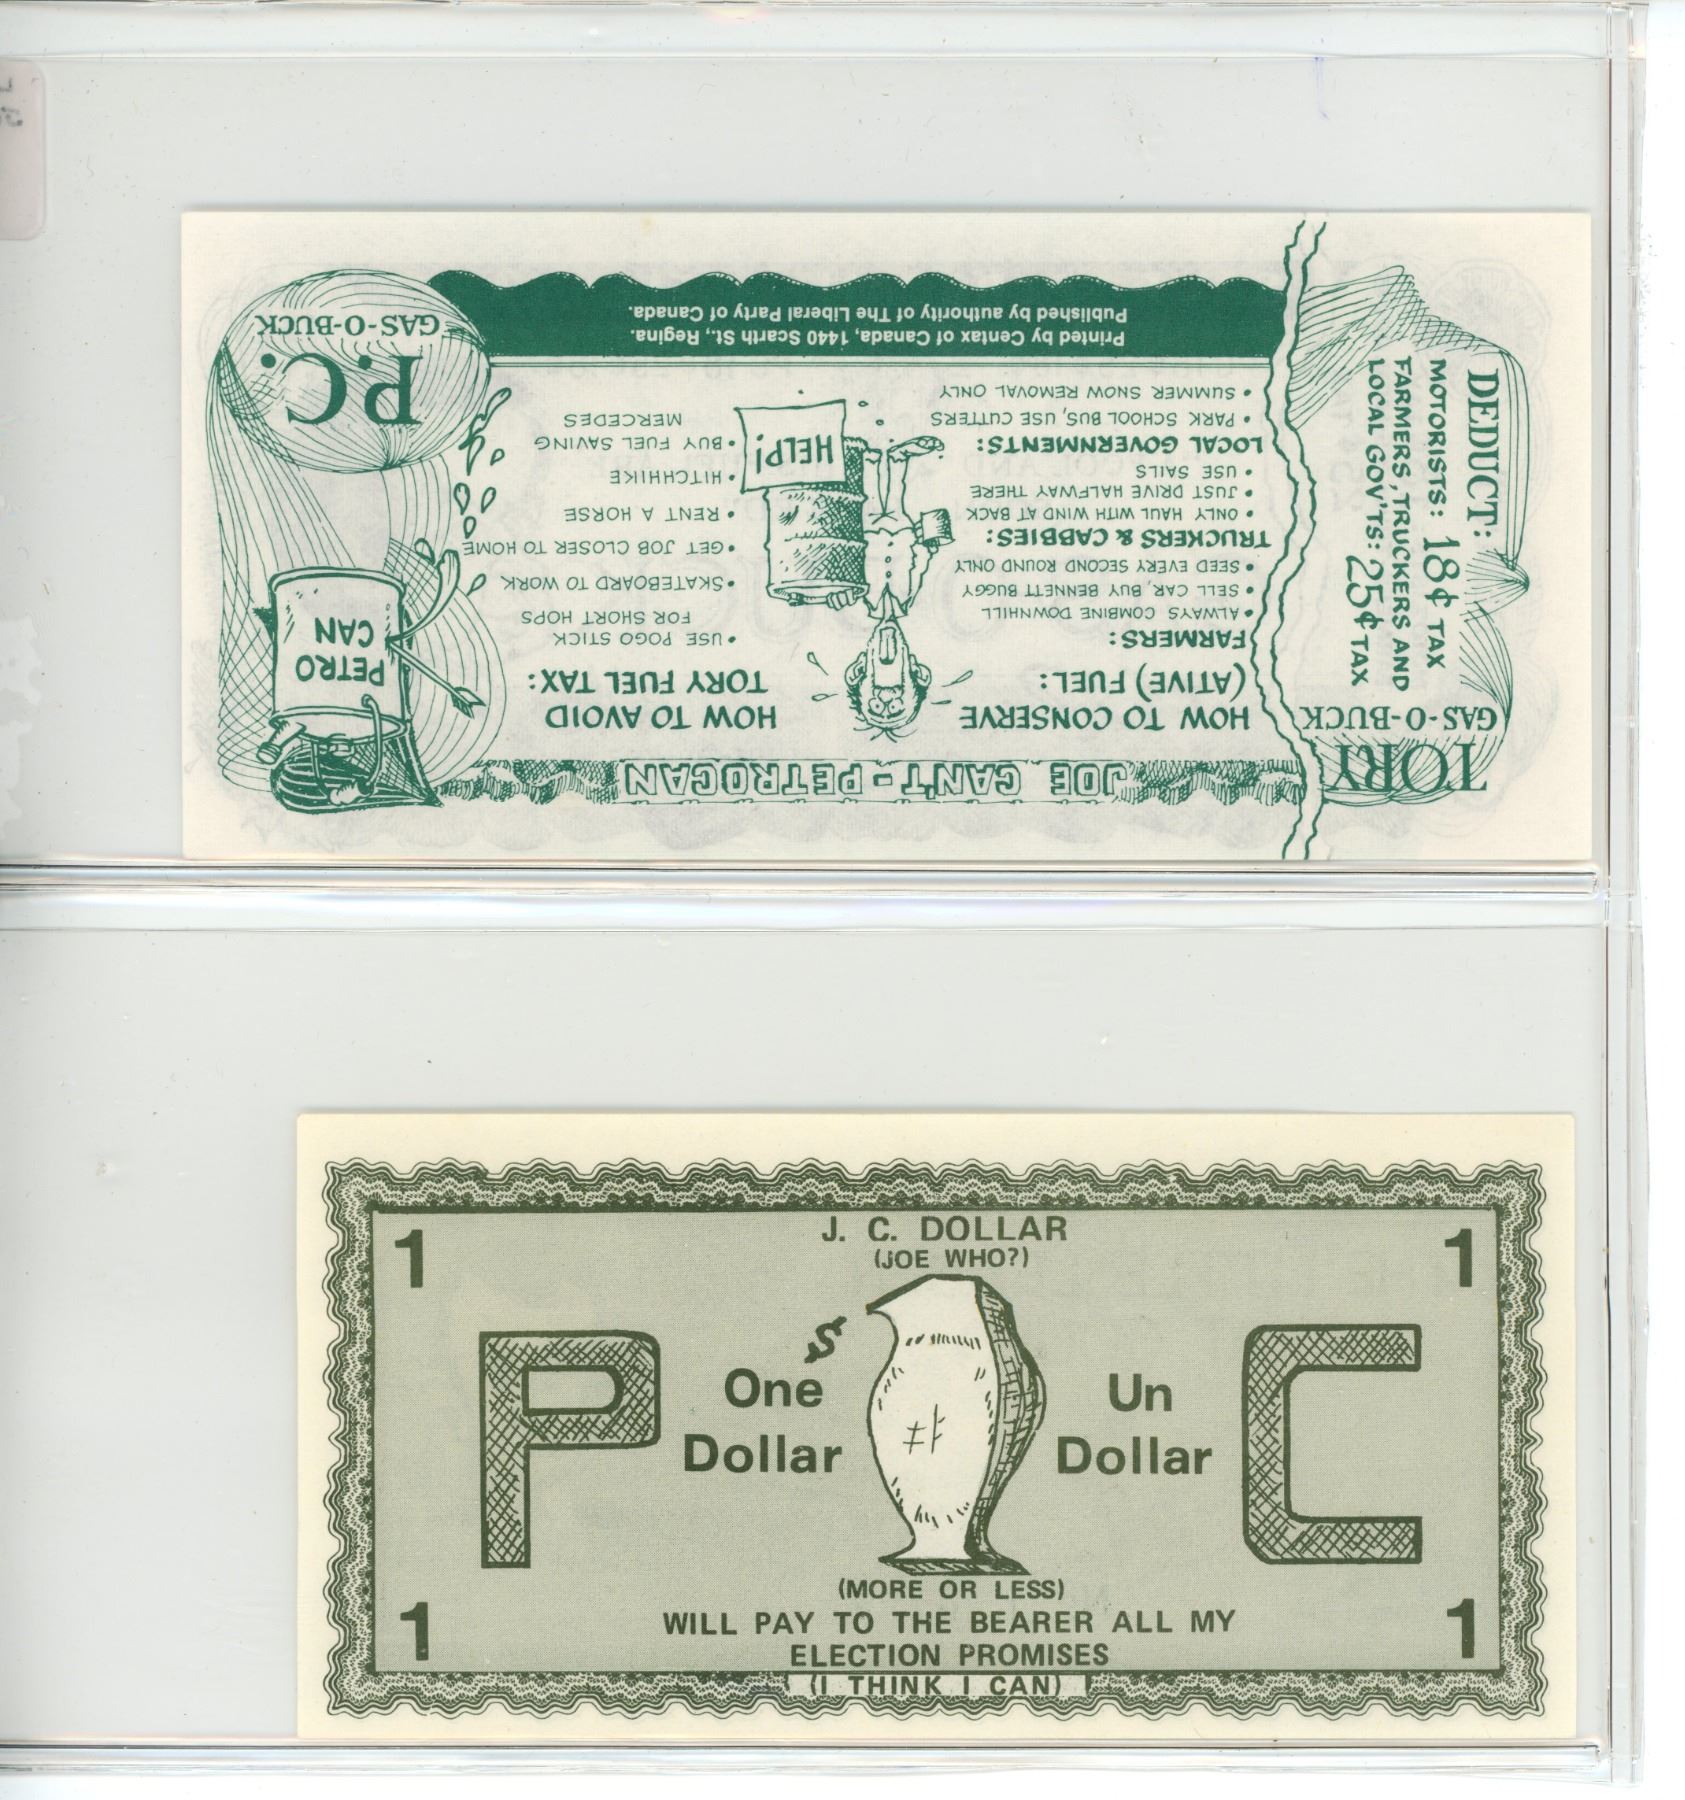 JOE CAN'T-PETROCAN
TORY
GAS-O-BUCK
DEDUCT:
MOTORISTS: 18¢ TAX
FARMERS, TRUCKERS AND
LOCAL GOV'TS: 25¢ TAX
HOW TO CONSERVE
(ATIVE) FUEL:
FARMERS:
• ALWAYS COMBINE DOWNHILL
• SELL CAR, BUY BENNETT BUGGY
• SEED EVERY SECOND ROUND ONLY
TRUCKERS & CABBIES:
• ONLY HAUL WITH WIND AT BACK
• JUST DRIVE HALFWAY THERE
• USE SAILS
LOCAL GOVERNMENTS:
• PARK SCHOOL BUS, USE CUTTERS
• SUMMER SNOW REMOVAL ONLY
HELP!
HOW TO AVOID
TORY FUEL TAX:
• USE POGO STICK
FOR SHORT HOPS
• SKATEBOARD TO WORK
• GET JOB CLOSER TO HOME
• RENT A HORSE
• HITCHHIKE
• BUY FUEL SAVING
MERCEDES
PETRO
CAN
P.C.
GAS-O-BUCK
Printed by Centax of Canada, 1440 Scarth St., Regina.
Published by authority of The Liberal Party of Canada.
1
J. C. DOLLAR
1
(JOE WHO?)
$
P
One
Dollar
Un
Dollar
C
(MORE OR LESS)
1
WILL PAY TO THE BEARER ALL MY
1
ELECTION PROMISES
(I THINK I CAN)